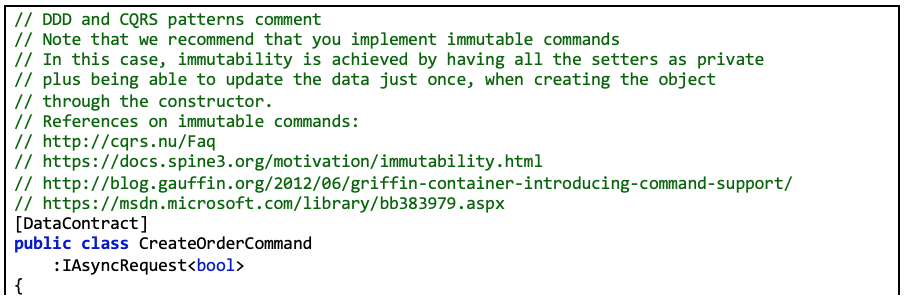 // DDD and CQRS patterns comment
// Note that we recommend that you implement immutable commands
// In this case, immutability is achieved by having all the setters as private
// plus being able to update the data just once, when creating the object
// through the constructor.
// References on immutable commands:
// http://cqrs.nu/Faq
// https://docs.spine3.org/motivation/immutability.html
// http://blog.gauffin.org/2012/06/griffin-container-introducing-command-support/
// https://msdn.microsoft.com/library/bb383979.aspx
[DataContract]
public class CreateOrderCommand
    :IAsyncRequest<bool>
{